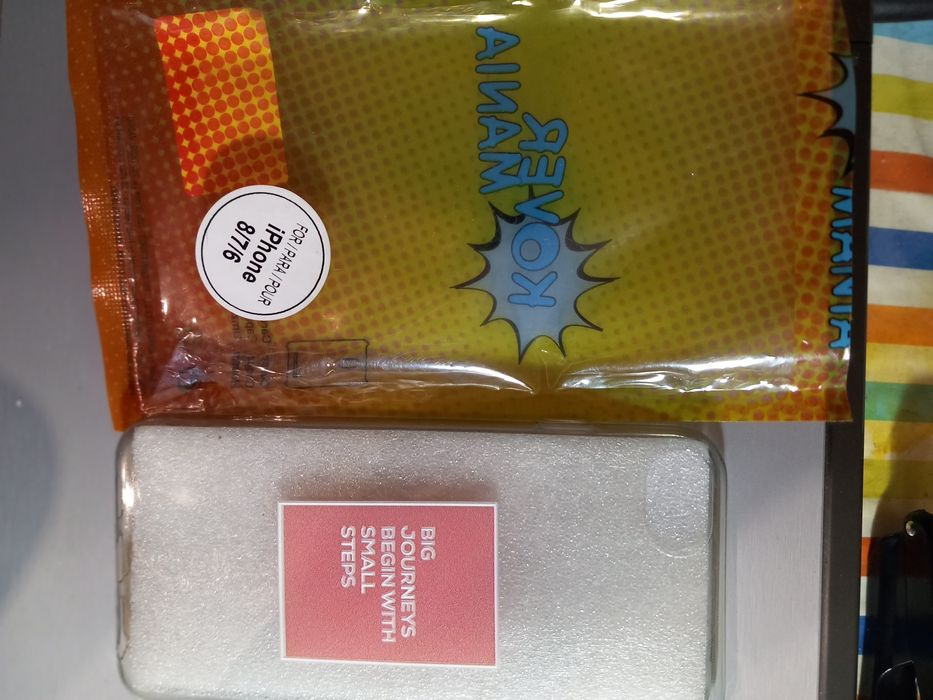 KOVER
MANIA
MANIA
FOR / PARA / POUR
iPhone
8/7/6
BIG
JOURNEYS
BEGIN WITH
SMALL
STEPS